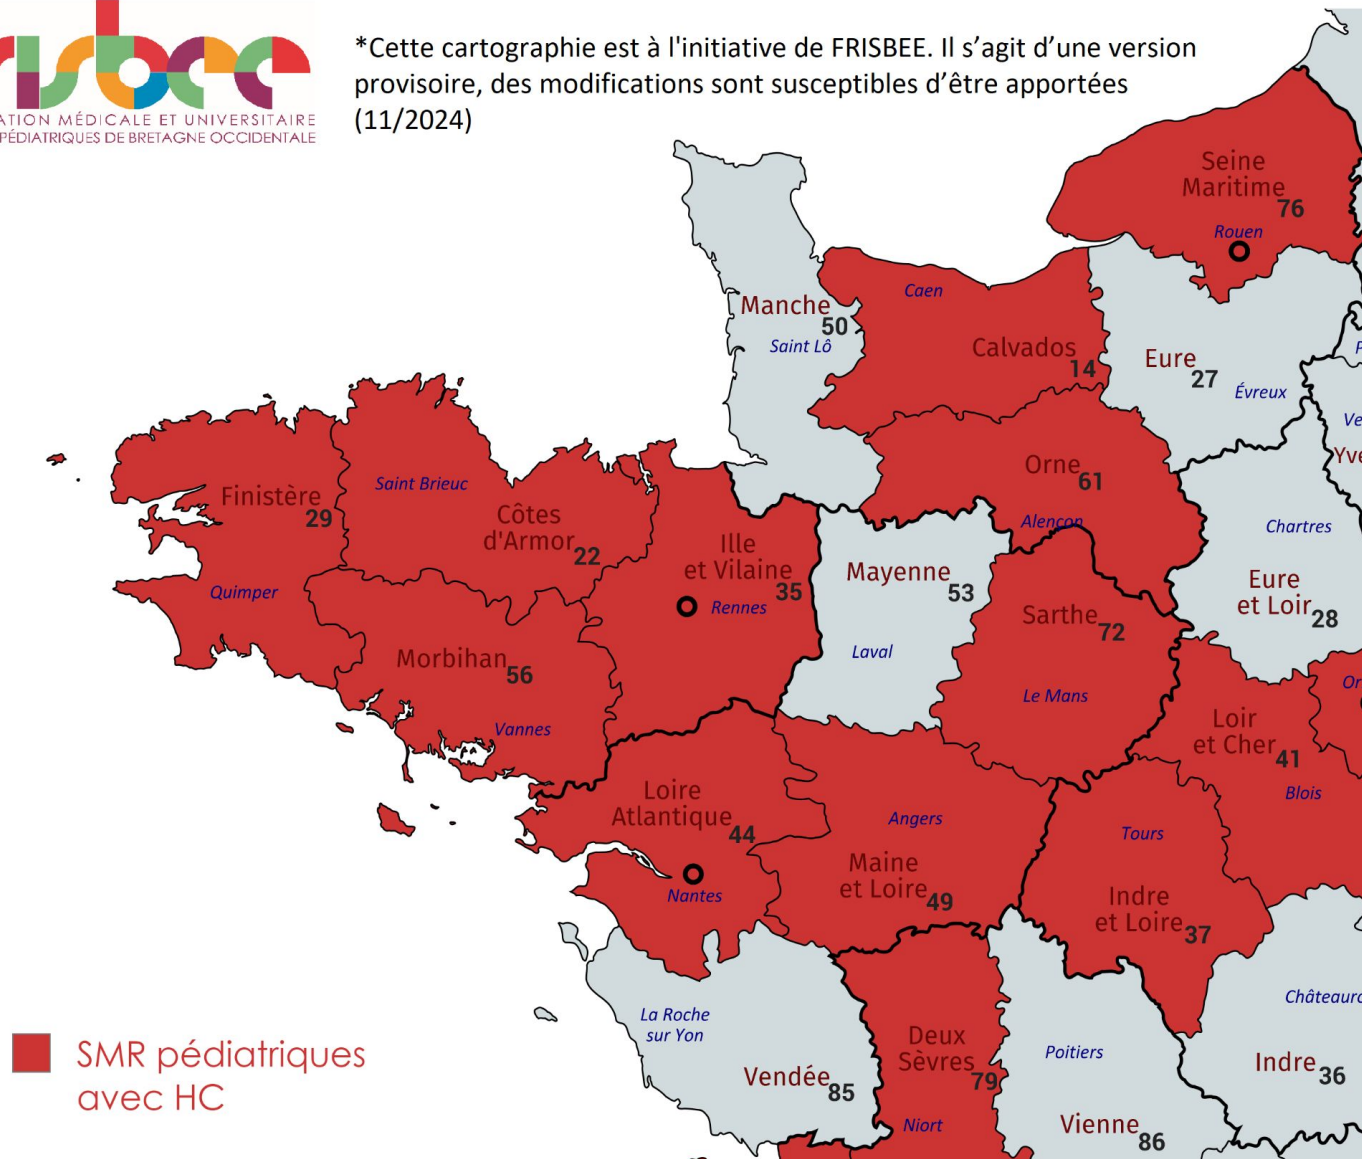 *Cette cartographie est à l'initiative de FRISBEE. Il s’agit d’une version
provisoire, des modifications sont susceptibles d’être apportées
(11/2024)
MÉDICALE ET UNIVERSITAIRE
PÉDIATRIQUES DE BRETAGNE OCCIDENTALE
Seine
Maritime 76
Rouen
Manche 50
Saint Lô
Caen
Calvados 14
Eure 27
Évreux
Finistère 29
Quimper
Saint Brieuc
Côtes
d'Armor 22
Ille
et Vilaine 35
Rennes
Orne 61
Alençon
Mayenne 53
Laval
Sarthe 72
Le Mans
Chartres
Eure
et Loir 28
Morbihan 56
Vannes
Loir
et Cher 41
Blois
Loire
Atlantique 44
Nantes
Angers
Maine
et Loire 49
Tours
Indre
et Loire 37
La Roche
sur Yon
Vendée 85
Deux
Sèvres 79
Niort
Poitiers
Vienne 86
Indre 36
SMR pédiatriques
avec HC